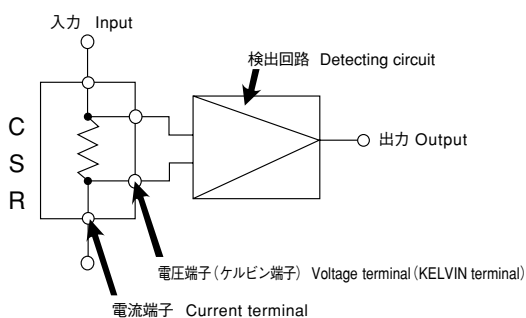 入力 Input
検出回路 Detecting circuit
C
S
R
出力 Output
電圧端子（ケルビン端子） Voltage terminal（KELVIN terminal）
電流端子 Current terminal